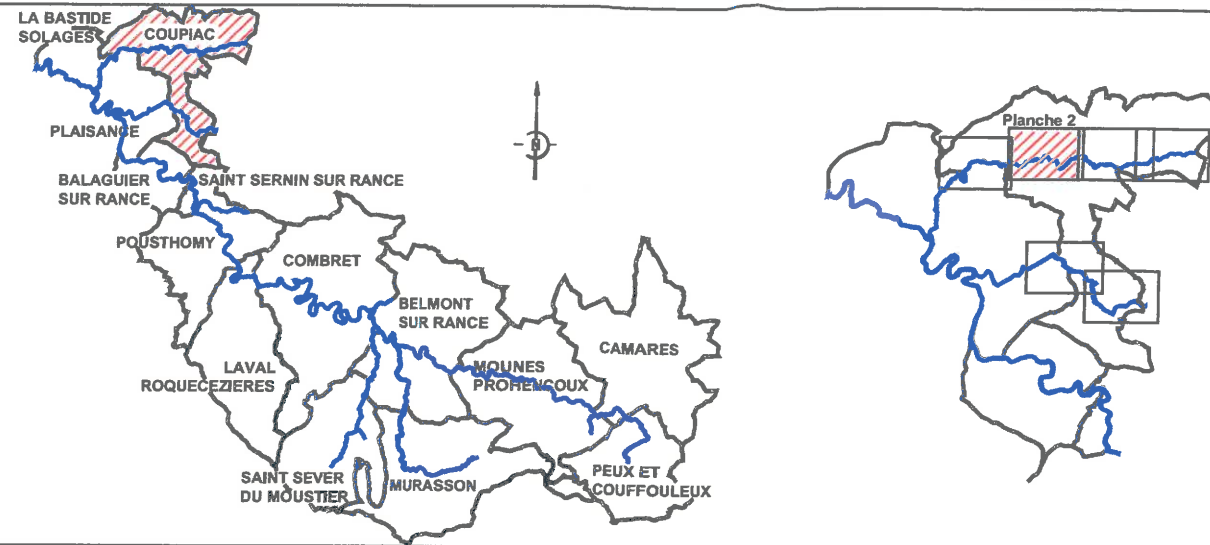 LA BASTIDE
SOLAGES
COUPIAC
PLAISANCE
BALAGUIER
SUR RANCE
SAINT SERNIN SUR RANCE
POUSTHOMY
COMBRET
BELMONT
SUR RANCE
CAMARES
LAVAL
ROQUECEZIERES
MOUNES
PROHENCOUX
SAINT SEVER
DU MOUSTIER
MURASSON
PEUX ET
COUFFOULEUX
N
Planche 2